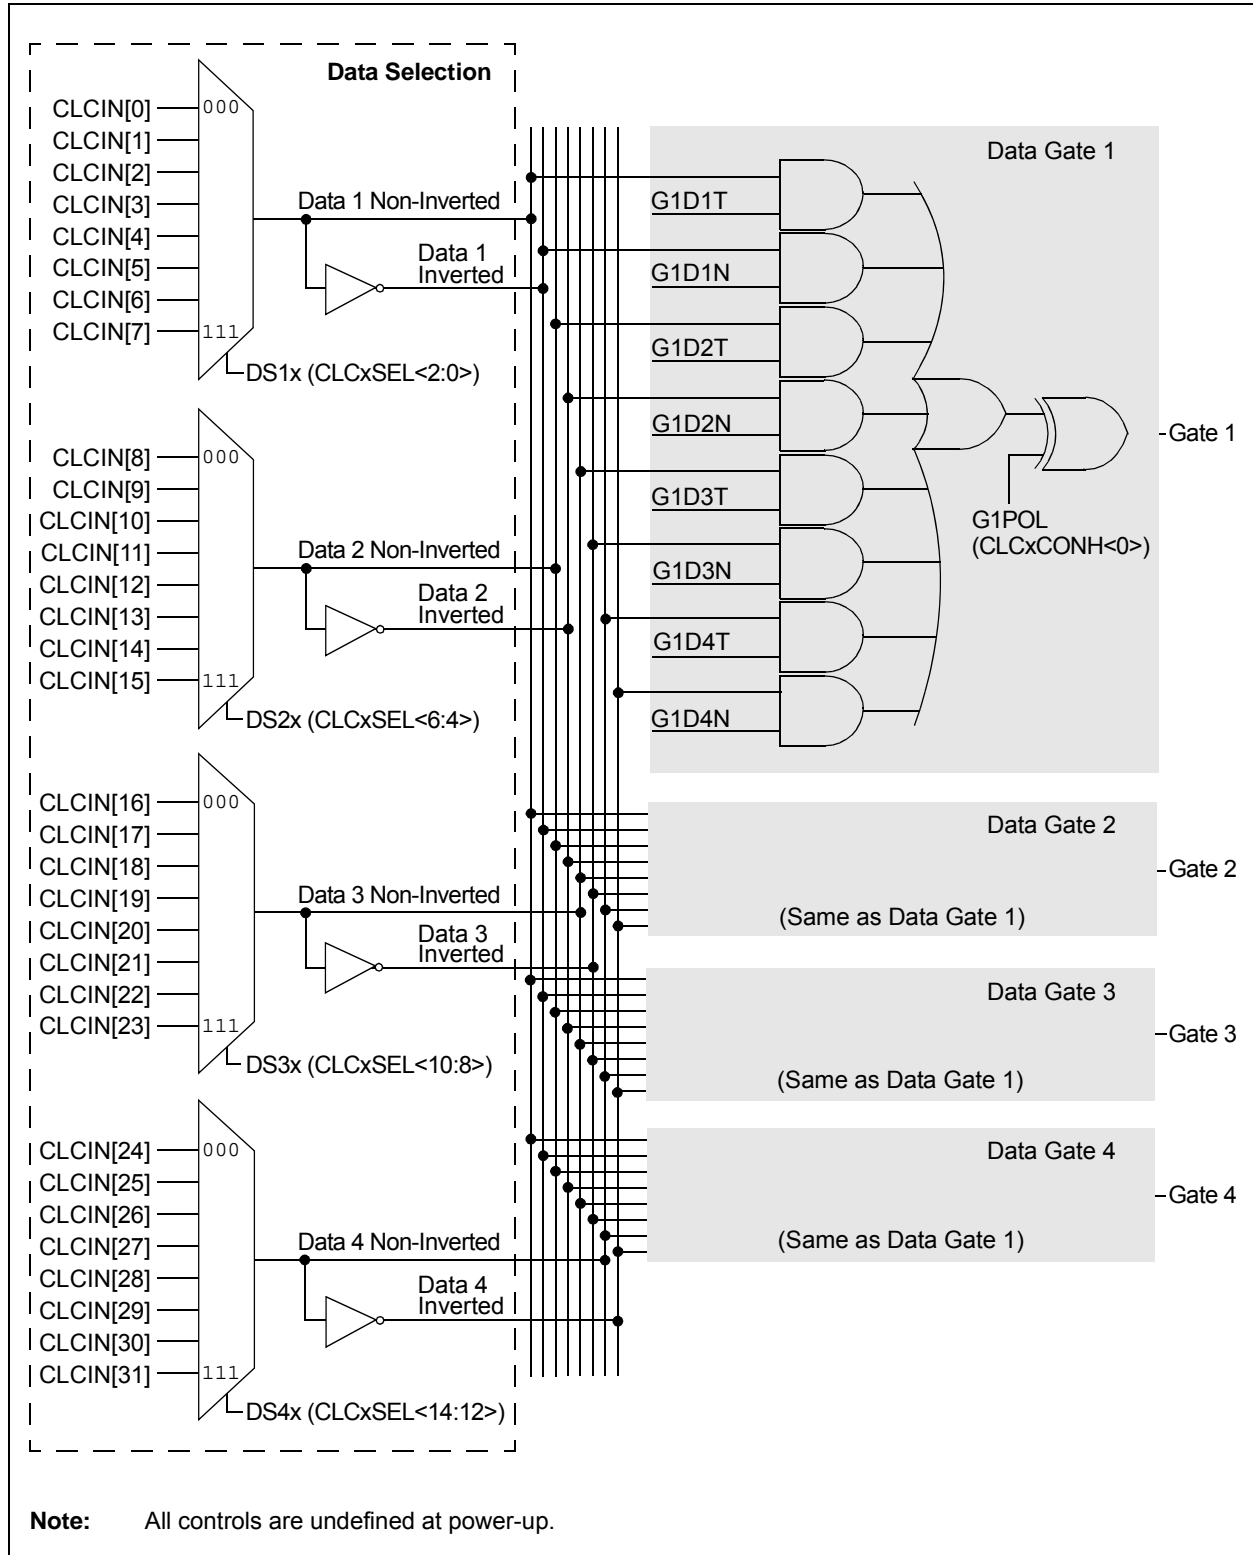 Data Selection
CLCIN[0]
000
CLCIN[1]
CLCIN[2]
CLCIN[3]
CLCIN[4]
CLCIN[5]
CLCIN[6]
CLCIN[7]
111
Data 1 Non-Inverted
Data 1
Inverted
DS1x (CLCxSEL<2:0>)
CLCIN[8]
000
CLCIN[9]
CLCIN[10]
CLCIN[11]
CLCIN[12]
CLCIN[13]
CLCIN[14]
CLCIN[15]
111
Data 2 Non-Inverted
Data 2
Inverted
DS2x (CLCxSEL<6:4>)
CLCIN[16]
000
CLCIN[17]
CLCIN[18]
CLCIN[19]
CLCIN[20]
CLCIN[21]
CLCIN[22]
CLCIN[23]
111
Data 3 Non-Inverted
Data 3
Inverted
DS3x (CLCxSEL<10:8>)
CLCIN[24]
000
CLCIN[25]
CLCIN[26]
CLCIN[27]
CLCIN[28]
CLCIN[29]
CLCIN[30]
CLCIN[31]
111
Data 4 Non-Inverted
Data 4
Inverted
DS4x (CLCxSEL<14:12>)
Data Gate 1
G1D1T
G1D1N
G1D2T
G1D2N
G1D3T
G1D3N
G1D4T
G1D4N
G1POL
(CLCxCONH<0>)
Gate 1
Data Gate 2
(Same as Data Gate 1)
Gate 2
Data Gate 3
(Same as Data Gate 1)
Gate 3
Data Gate 4
(Same as Data Gate 1)
Gate 4
Note: All controls are undefined at power-up.